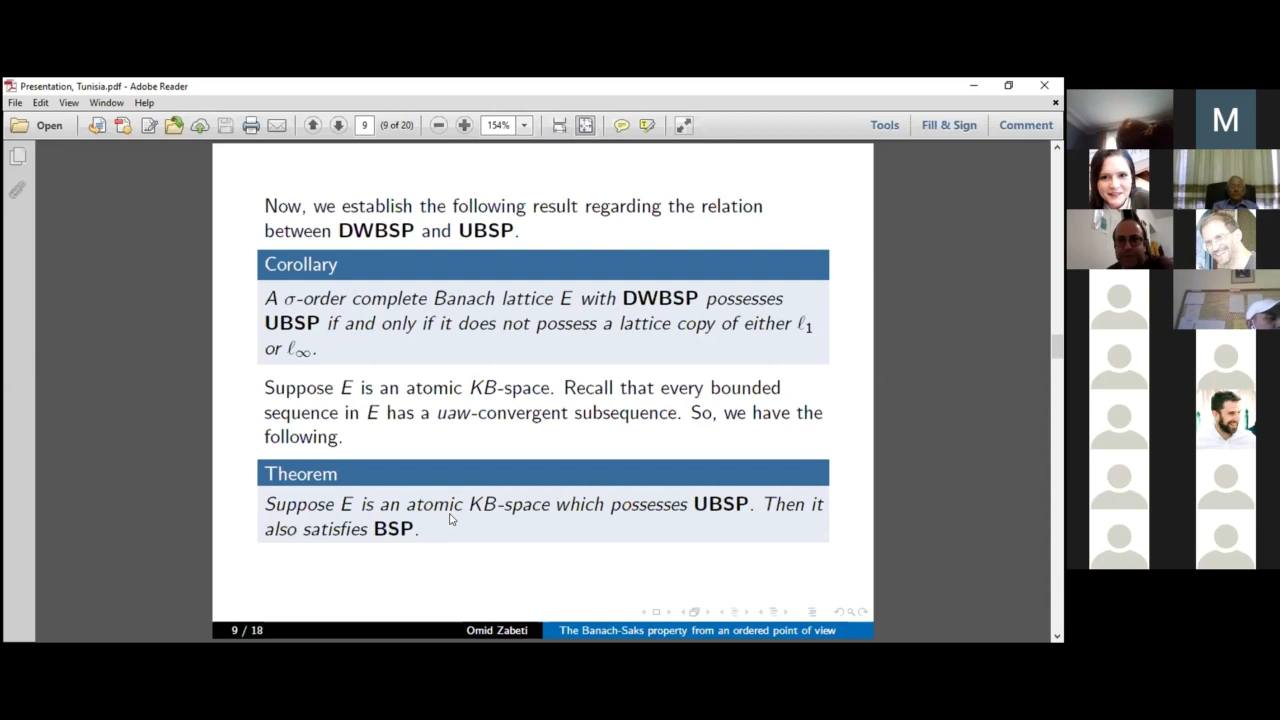 Presentation, Tunisia.pdf - Adobe Reader
File Edit View Window Help
Open 9 (9 of 20) 154% Tools Fill & Sign Comment
M
Now, we establish the following result regarding the relation
between DWBSP and UBSP.
Corollary
A σ-order complete Banach lattice E with DWBSP possesses
UBSP if and only if it does not possess a lattice copy of either ℓ₁
or ℓ∞.
Suppose E is an atomic KB-space. Recall that every bounded
sequence in E has a uaw-convergent subsequence. So, we have the
following.
Theorem
Suppose E is an atomic KB-space which possesses UBSP. Then it
also satisfies BSP.
9 / 18 Omid Zabeti The Banach-Saks property from an ordered point of view